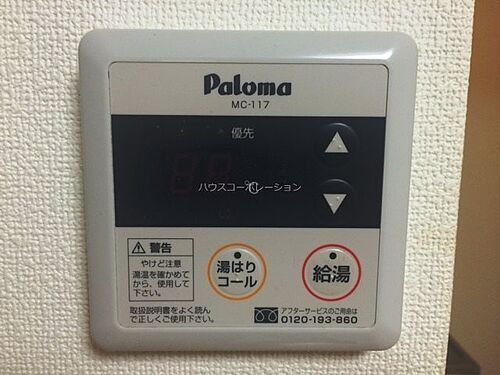 Paloma
MC-117
優先
℃
ハウスコーポレーション
警告
やけど注意
湯温を確かめて
から、使用して
下さい。
湯はり
コール
給湯
取扱説明書をよく読ん
で正しくご使用下さい。
アフターサービスのご用命は
0120-193-860